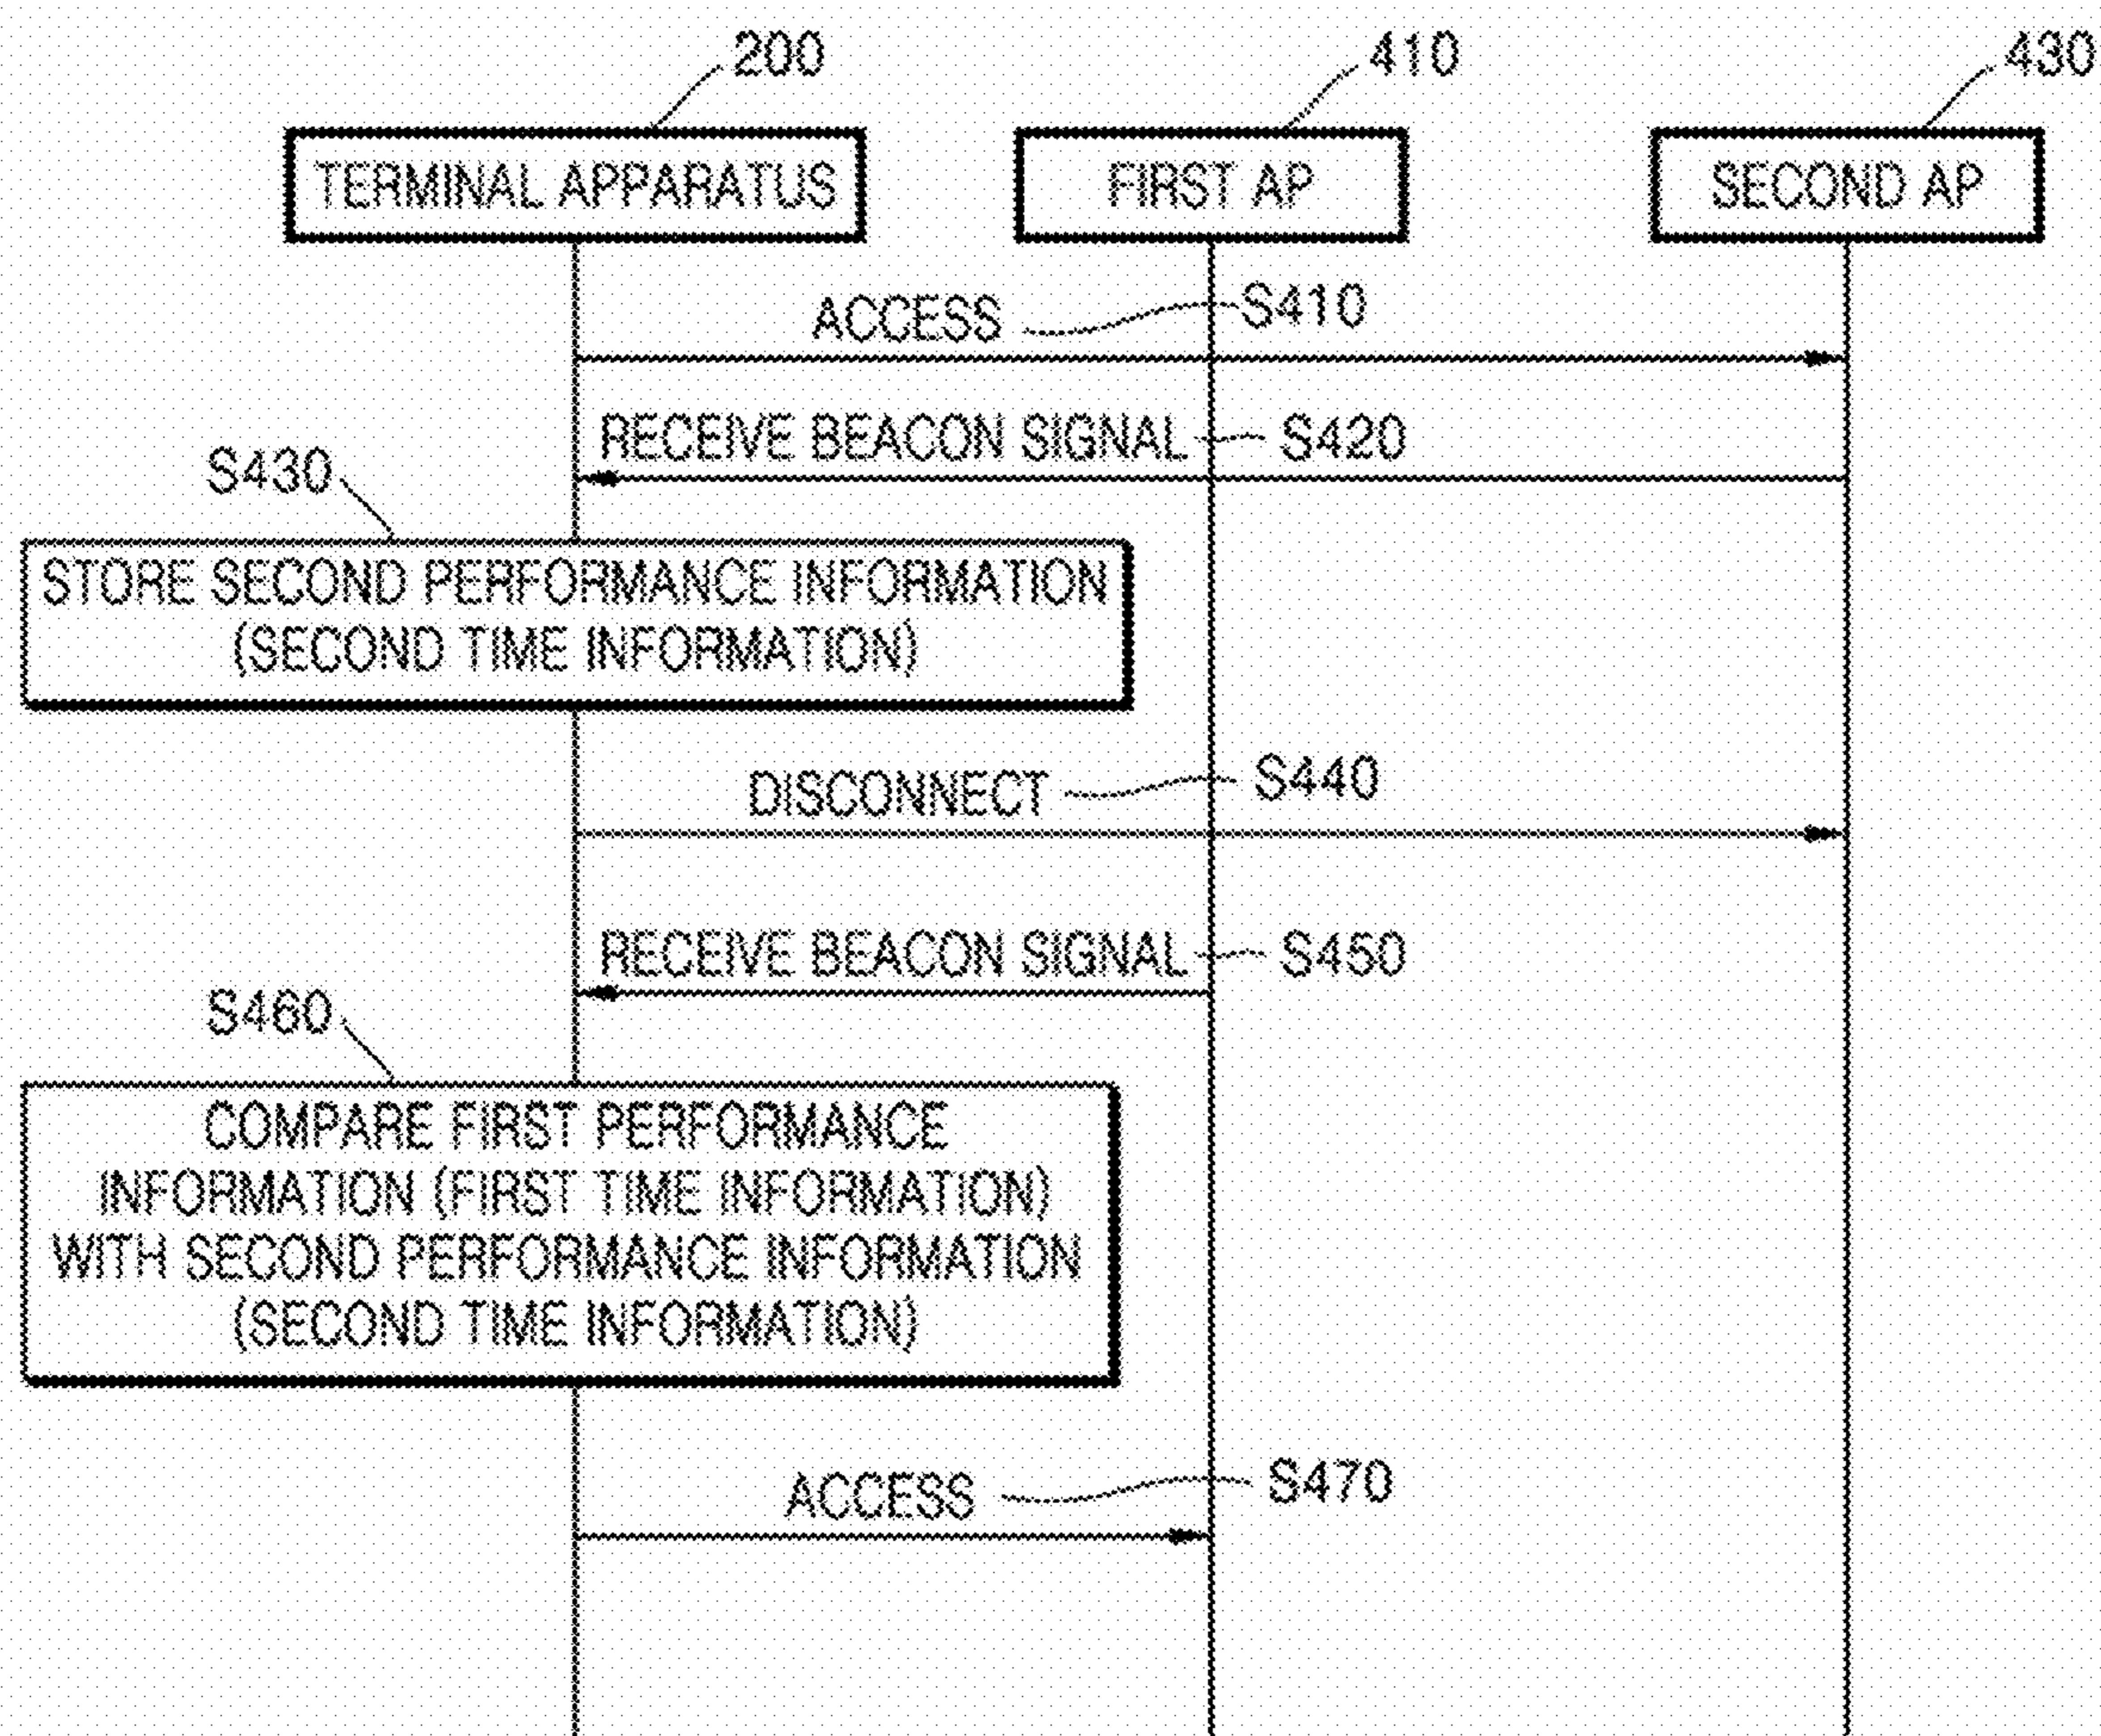 200
410
430
TERMINAL APPARATUS
FIRST AP
SECOND AP
ACCESS
S410
RECEIVE BEACON SIGNAL
S420
S430
STORE SECOND PERFORMANCE INFORMATION
(SECOND TIME INFORMATION)
DISCONNECT
S440
RECEIVE BEACON SIGNAL
S450
S460
COMPARE FIRST PERFORMANCE
INFORMATION (FIRST TIME INFORMATION)
WITH SECOND PERFORMANCE INFORMATION
(SECOND TIME INFORMATION)
ACCESS
S470